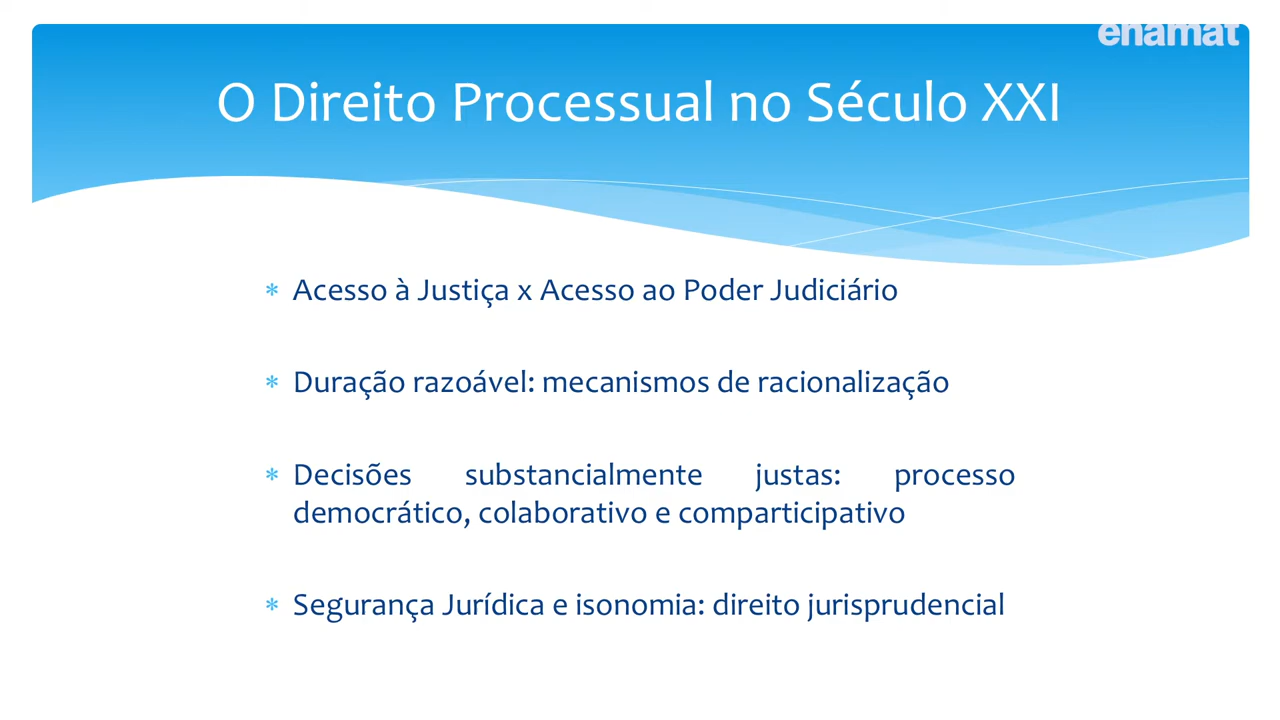 enamat
O Direito Processual no Século XXI
* Acesso à Justiça x Acesso ao Poder Judiciário
* Duração razoável: mecanismos de racionalização
* Decisões substancialmente justas: processo
democrático, colaborativo e comparticipativo
* Segurança Jurídica e isonomia: direito jurisprudencial